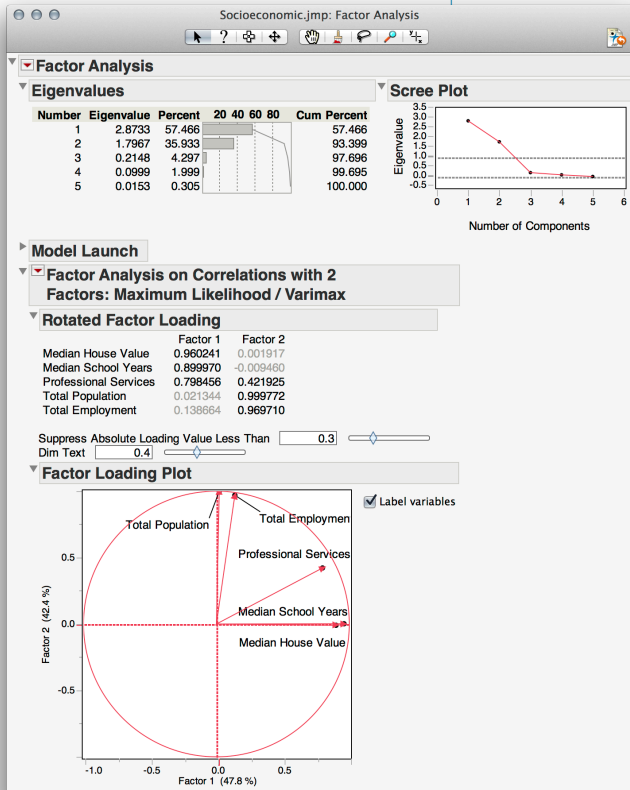 Socioeconomic.jmp: Factor Analysis
Factor Analysis
Eigenvalues
Number Eigenvalue Percent 20 40 60 80 Cum Percent
1 2.8733 57.466 57.466
2 1.7967 35.933 93.399
3 0.2148 4.297 97.696
4 0.0999 1.999 99.695
5 0.0153 0.305 100.000
Scree Plot
Eigenvalue
3.5
3.0
2.5
2.0
1.5
1.0
0.5
0.0
-0.5
0 1 2 3 4 5 6
Number of Components
Model Launch
Factor Analysis on Correlations with 2
Factors: Maximum Likelihood / Varimax
Rotated Factor Loading
Factor 1 Factor 2
Median House Value 0.960241 0.001917
Median School Years 0.899970 -0.009460
Professional Services 0.798456 0.421925
Total Population 0.021344 0.999772
Total Employment 0.138664 0.969710
Suppress Absolute Loading Value Less Than 0.3
Dim Text 0.4
Factor Loading Plot
Label variables
Total Population
Total Employmen
Professional Services
Median School Years
Median House Value
Factor 2 (42.4 %)
0.5
0.0
-0.5
-1.0 -0.5 0.0 0.5
Factor 1 (47.8 %)